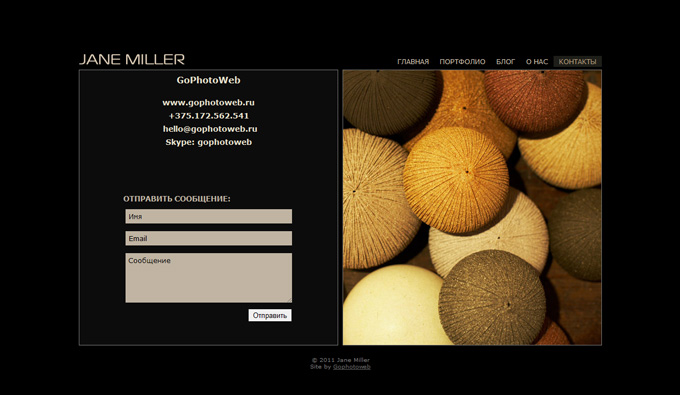 JANE MILLER
ГЛАВНАЯ ПОРТФОЛИО БЛОГ О НАС КОНТАКТЫ
GoPhotoWeb
www.gophotoweb.ru
+375.172.562.541
hello@gophotoweb.ru
Skype: gophotoweb
ОТПРАВИТЬ СООБЩЕНИЕ:
Имя
Email
Сообщение
Отправить
© 2011 Jane Miller
Site by Gophotoweb